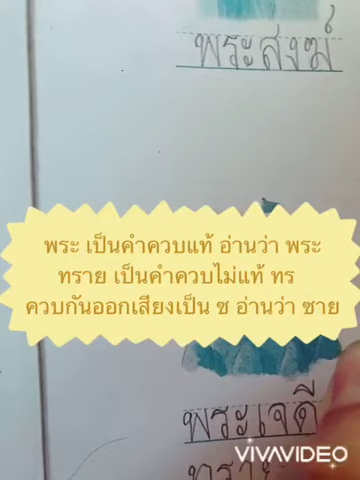 พระสงฆ์
พระ เป็นคำควบแท้ อ่านว่า พระ
ทราย เป็นคำควบไม่แท้ ทร
ควบกันออกเสียงเป็น ซ อ่านว่า ซาย
พระเจดี
ทราย
VIVAVIDEO